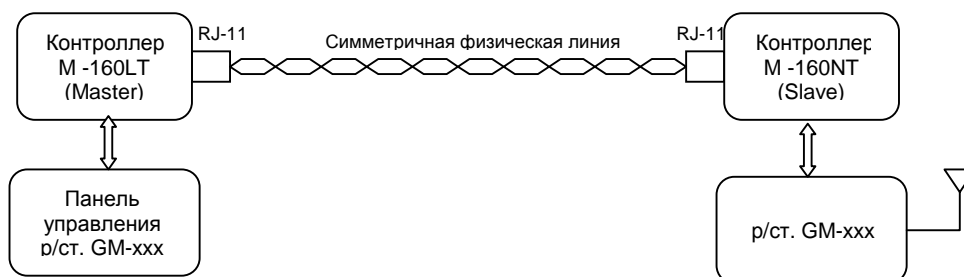 Контроллер
М -160LT
(Master)
RJ-11
Симметричная физическая линия
RJ-11
Контроллер
М -160NT
(Slave)
Панель
управления
р/ст. GM-xxx
р/ст. GM-xxx